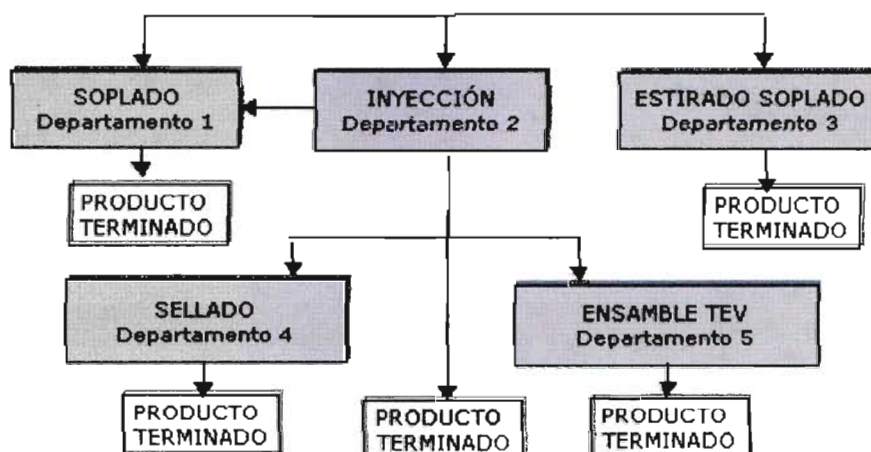 SOPLADO
Departamento 1
INYECCIÓN
Departamento 2
ESTIRADO SOPLADO
Departamento 3
PRODUCTO
TERMINADO
PRODUCTO
TERMINADO
SELLADO
Departamento 4
ENSAMBLE TEV
Departamento 5
PRODUCTO
TERMINADO
PRODUCTO
TERMINADO
PRODUCTO
TERMINADO